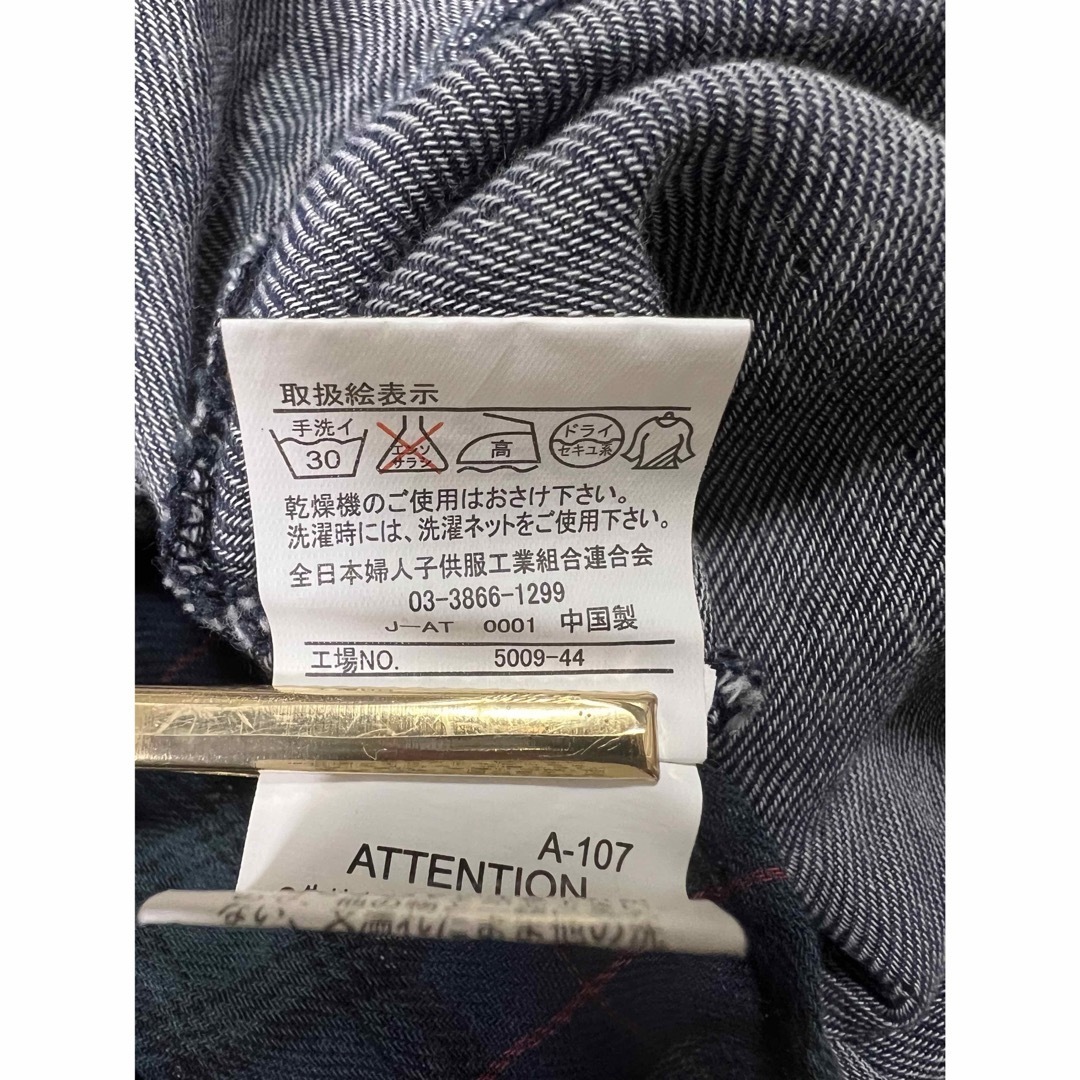 取扱絵表示
手洗イ
30
エンソ
サラシ
高
ドライ
セキユ系
乾燥機のご使用はおさけ下さい。
洗濯時には、洗濯ネットをご使用下さい。
全日本婦人子供服工業組合連合会
03-3866-1299
J-AT 0001 中国製
工場NO. 5009-44
A-107
ATTENTION